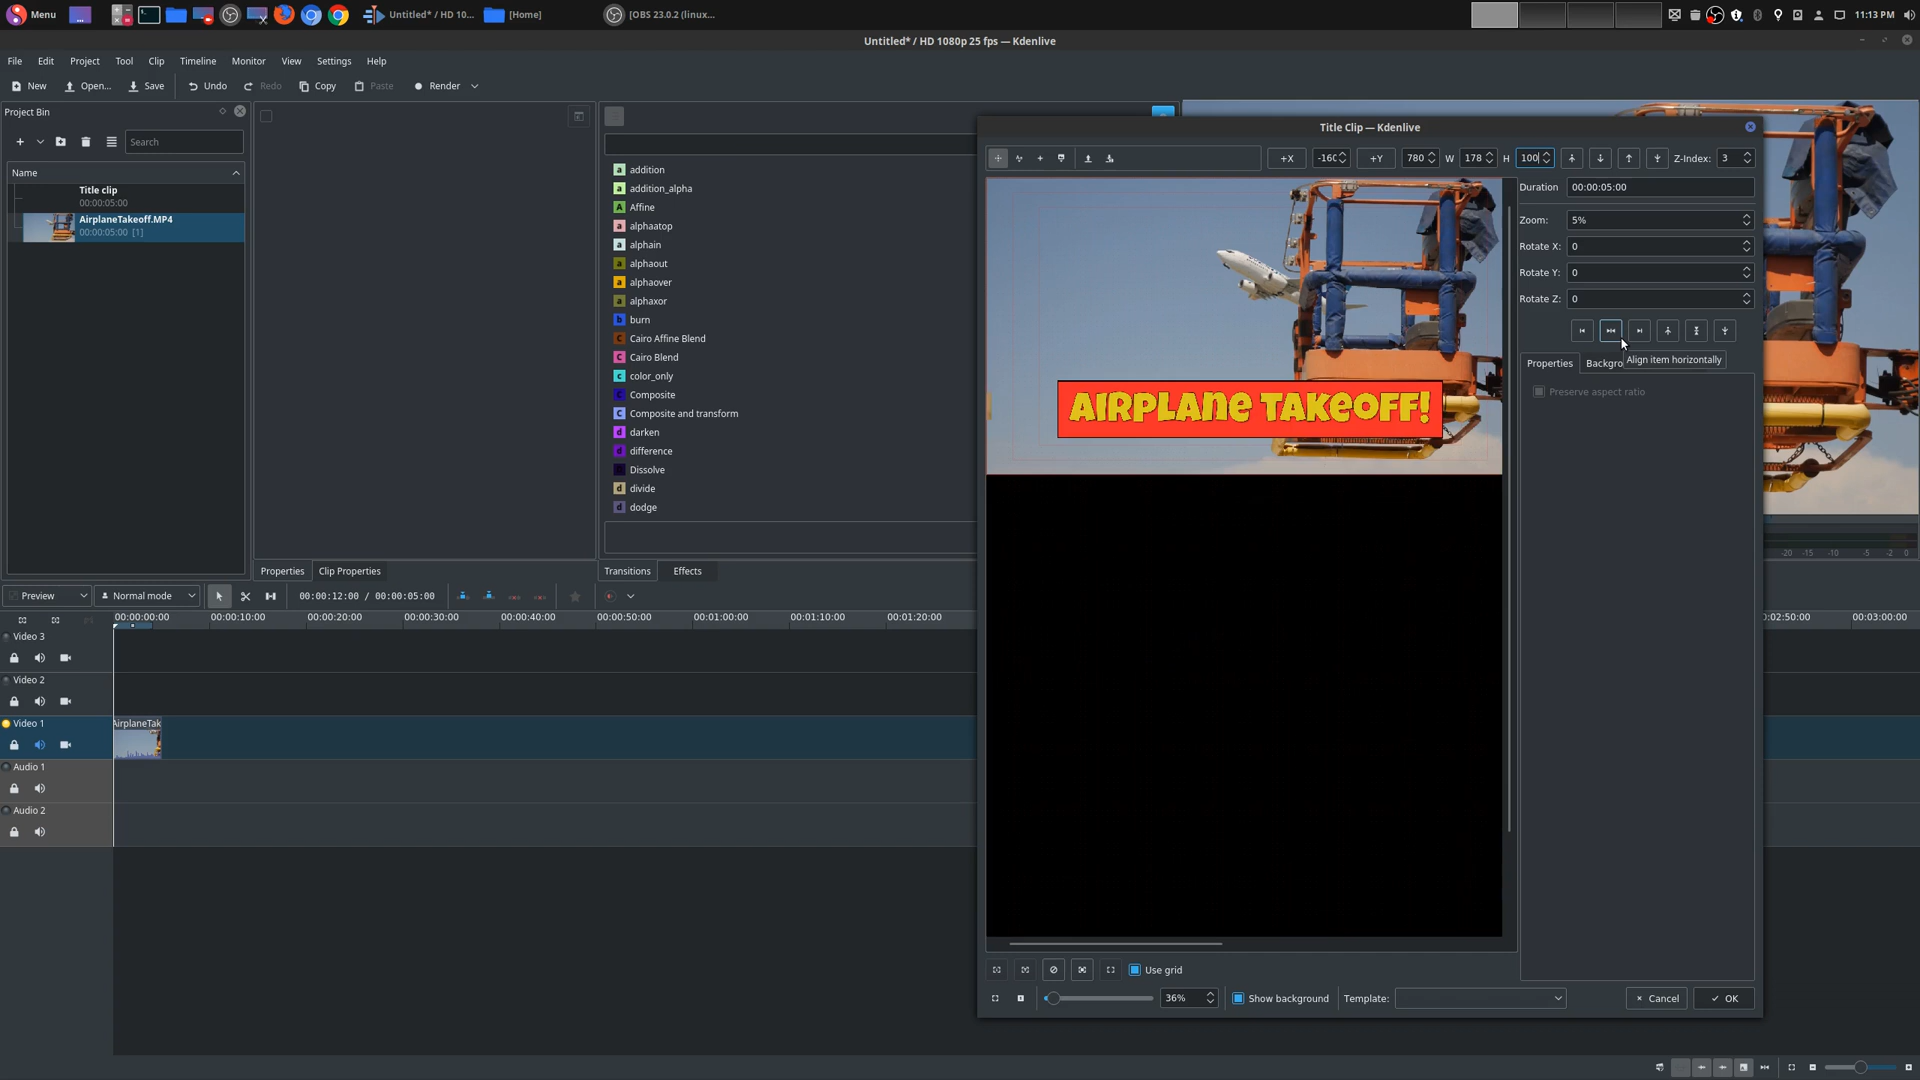 Menu
Untitled* / HD 10...
[Home]
[OBS 23.0.2 (linux...
11:13 PM
Untitled* / HD 1080p 25 fps — Kdenlive
File Edit Project Tool Clip Timeline Monitor View Settings Help
New Open... Save Undo Redo Copy Paste Render
Project Bin
Search
Name
Title clip
00:00:05:00
AirplaneTakeoff.MP4
00:00:05:00 [1]
Properties Clip Properties
addition
addition_alpha
Affine
alphaatop
alphain
alphaout
alphaover
alphaxor
burn
Cairo Affine Blend
Cairo Blend
color_only
Composite
Composite and transform
darken
difference
Dissolve
divide
dodge
Transitions Effects
Title Clip — Kdenlive
+X -160 +Y 780 W 178 H 100 Z-Index: 3
Duration 00:00:05:00
Zoom: 5%
Rotate X: 0
Rotate Y: 0
Rotate Z: 0
Properties Backgro
Align item horizontally
Preserve aspect ratio
AIRPLANE TAKEOFF!
Use grid
36% Show background Template: Cancel OK
-20 -15 -10 -5 -2 0
Preview Normal mode 00:00:12:00 / 00:00:05:00
00:00:00:00 00:00:10:00 00:00:20:00 00:00:30:00 00:00:40:00 00:00:50:00 00:01:00:00 00:01:10:00 00:01:20:00 0:02:50:00 00:03:00:00
Video 3
Video 2
Video 1
AirplaneTak
Audio 1
Audio 2